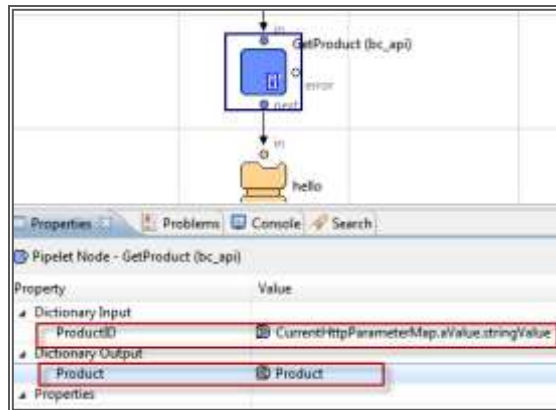 in
GetProduct (bc_api)
error
next
in
hello
Properties Problems Console Search
Pipelet Node - GetProduct (bc_api)
Property Value
Dictionary Input
ProductID CurrentHttpParameterMap.aValue.stringValue
Dictionary Output
Product Product
Properties